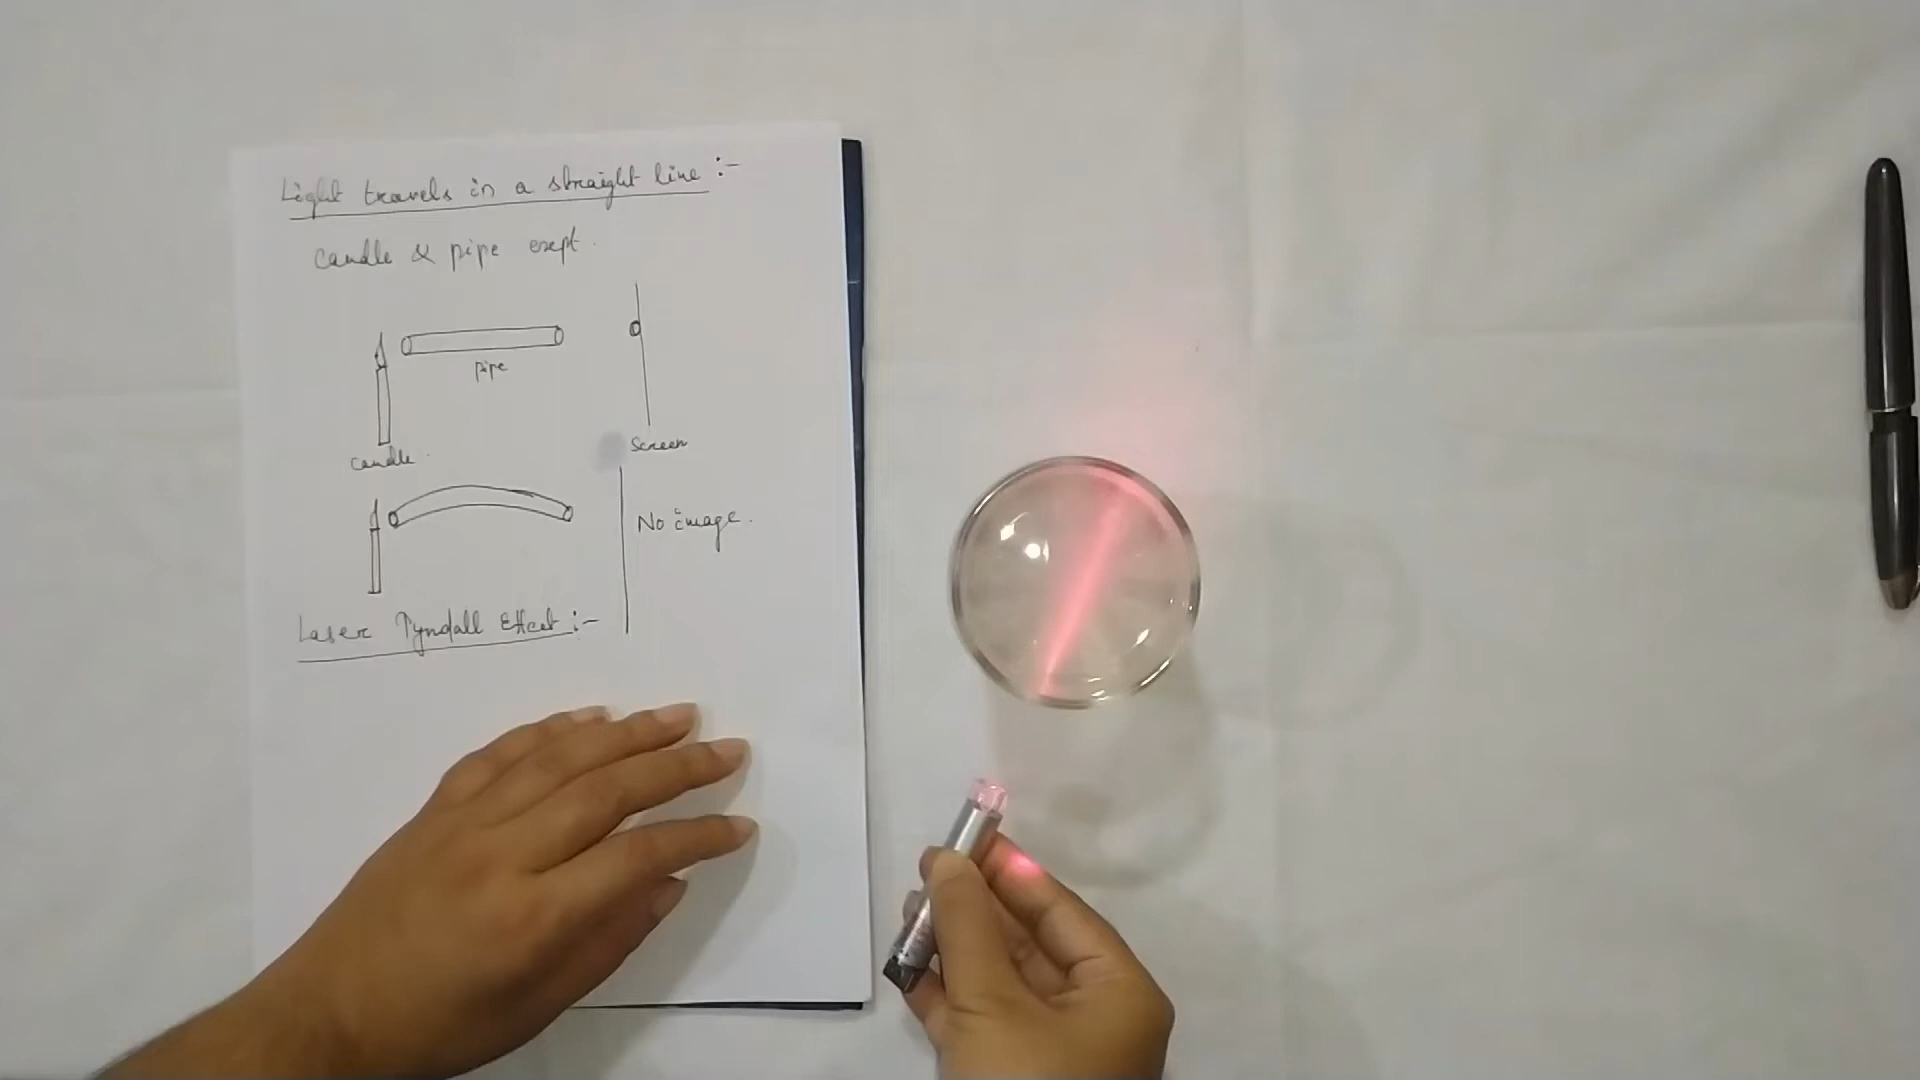 Light travels in a straight line :-
Candle & pipe expt.
pipe
Screen
Candle.
No image.
Laser Tyndall Effect :-